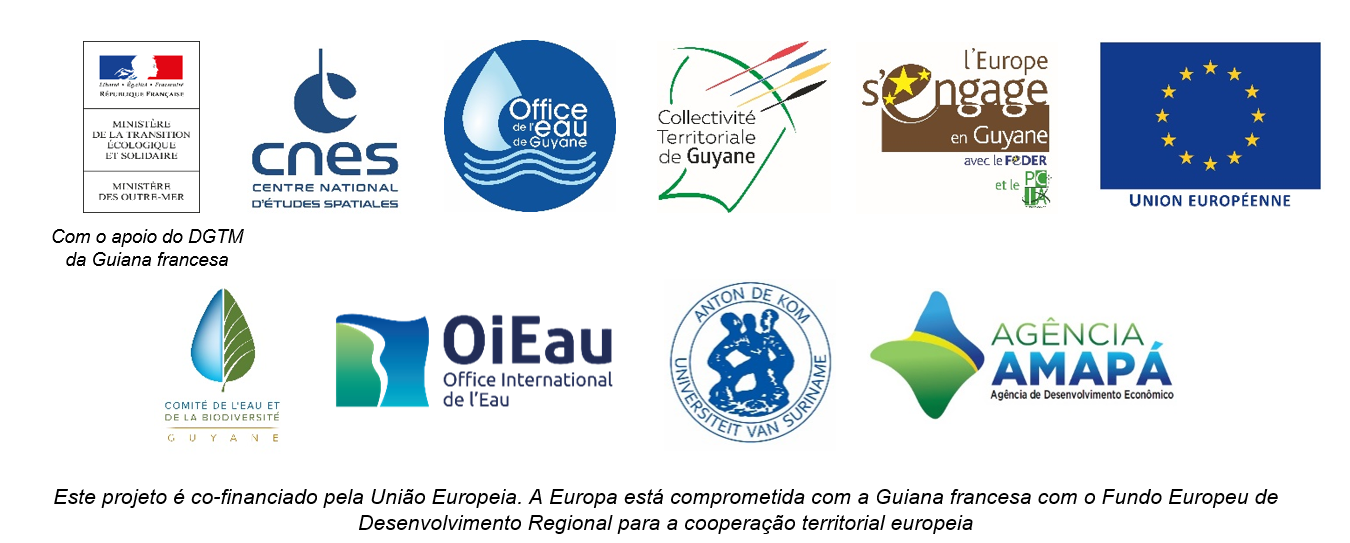 Liberté • Égalité • Fraternité
RÉPUBLIQUE FRANÇAISE
MINISTÈRE
DE LA TRANSITION
ÉCOLOGIQUE
ET SOLIDAIRE
MINISTÈRE
DES OUTRE-MER
Com o apoio do DGTM
da Guiana francesa
cnes
CENTRE NATIONAL
D'ÉTUDES SPATIALES
Office
de l'eau
de Guyane
Collectivité
Territoriale
de Guyane
l'Europe
s'engage
en Guyane
avec le FEDER
et le PCIA
UNION EUROPÉENNE
COMITÉ DE L'EAU ET
DE LA BIODIVERSITÉ
GUYANE
OiEau
Office International
de l'Eau
ANTON DE KOM
UNIVERSITEIT VAN SURINAME
AGÊNCIA
AMAPÁ
Agência de Desenvolvimento Econômico
Este projeto é co-financiado pela União Europeia. A Europa está comprometida com a Guiana francesa com o Fundo Europeu de
Desenvolvimento Regional para a cooperação territorial europeia